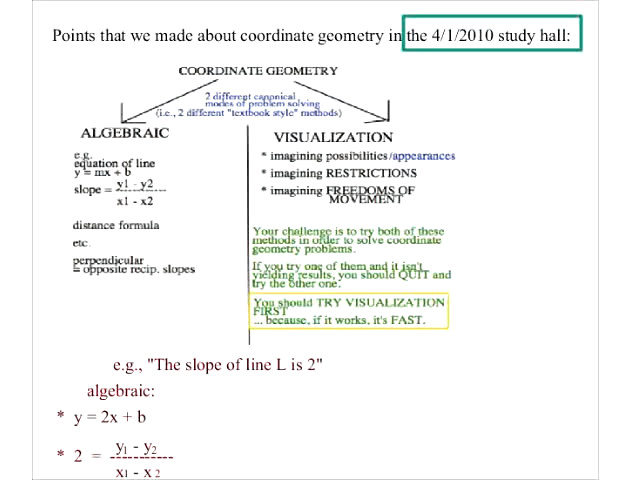 Points that we made about coordinate geometry in the 4/1/2010 study hall:
COORDINATE GEOMETRY
2 different canonical
modes of problem solving
(i.e., 2 different "textbook style" methods)
ALGEBRAIC
e.g.
equation of line
y = mx + b
slope = y1 - y2
x1 - x2
distance formula
etc.
perpendicular
= opposite recip. slopes
VISUALIZATION
* imagining possibilities/appearances
* imagining RESTRICTIONS
* imagining FREEDOMS OF
MOVEMENT
Your challenge is to try both of these
methods in order to solve coordinate
geometry problems.
If you try one of them and it isn't
yielding results, you should QUIT and
try the other one.
You should TRY VISUALIZATION
FIRST
... because, if it works, it's FAST.
e.g., "The slope of line L is 2"
algebraic:
* y = 2x + b
* 2 = y1 - y2
x1 - x2